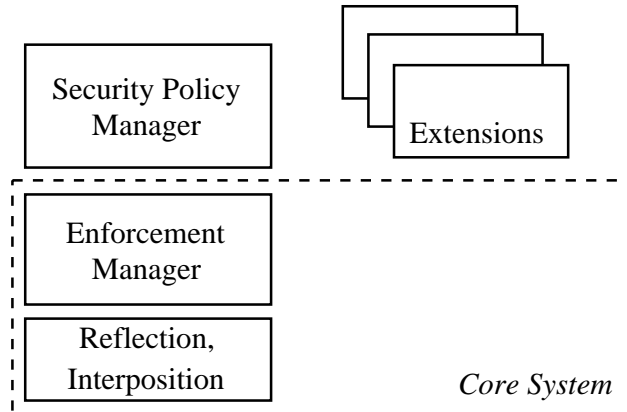 Security Policy
Manager
Extensions
Enforcement
Manager
Reflection,
Interposition
Core System